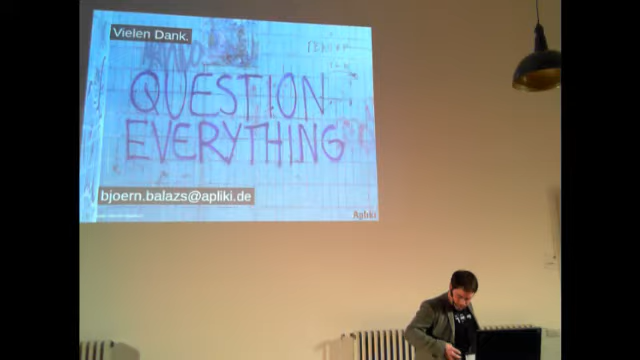 Vielen Dank.
QUESTION
EVERYTHING
bjoern.balazs@apliki.de
Apliki